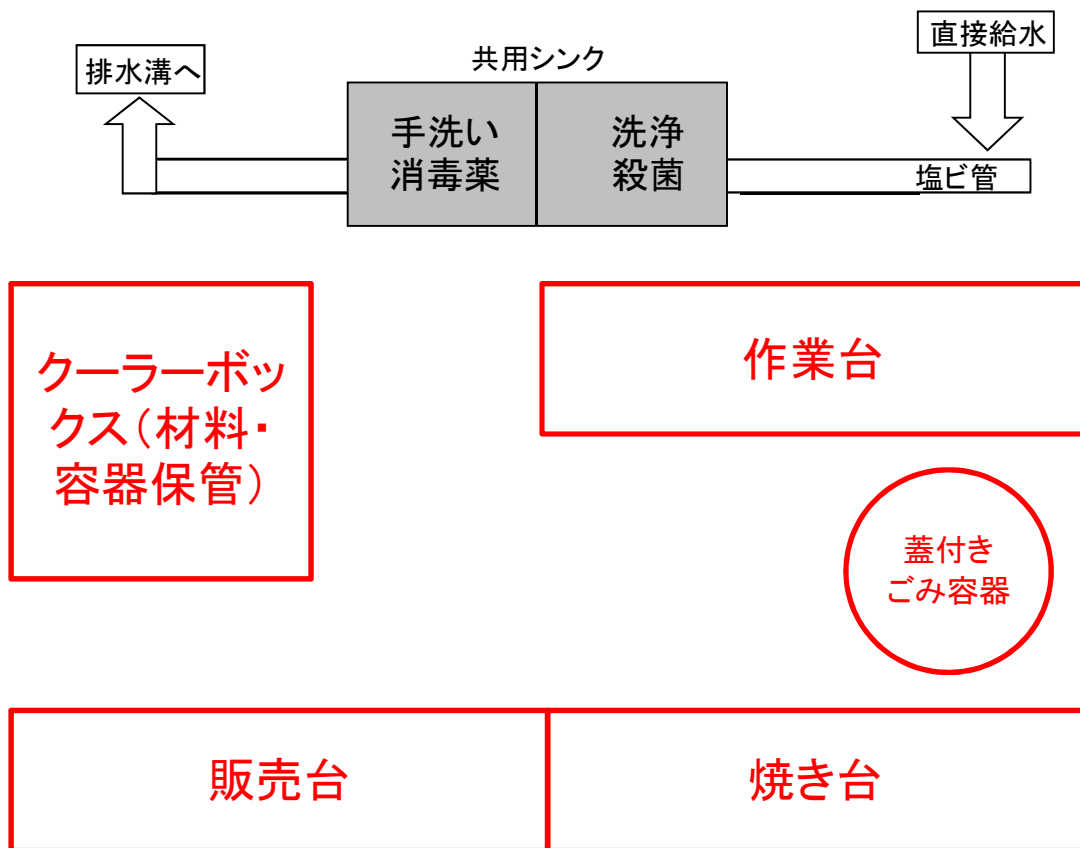 直接給水
共用シンク
排水溝へ
手洗い
消毒薬
洗浄
殺菌
塩ビ管
クーラーボッ
クス(材料・
容器保管)
作業台
蓋付き
ごみ容器
販売台
焼き台